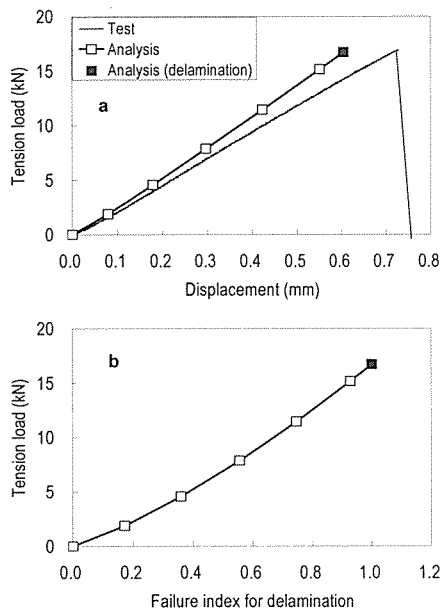 20
Test
Analysis
Analysis (delamination)
15
a
10
5
0
Tension load (kN)
0.0 0.1 0.2 0.3 0.4 0.5 0.6 0.7 0.8
Displacement (mm)
20
b
15
10
5
0
Tension load (kN)
0.0 0.2 0.4 0.6 0.8 1.0 1.2
Failure index for delamination